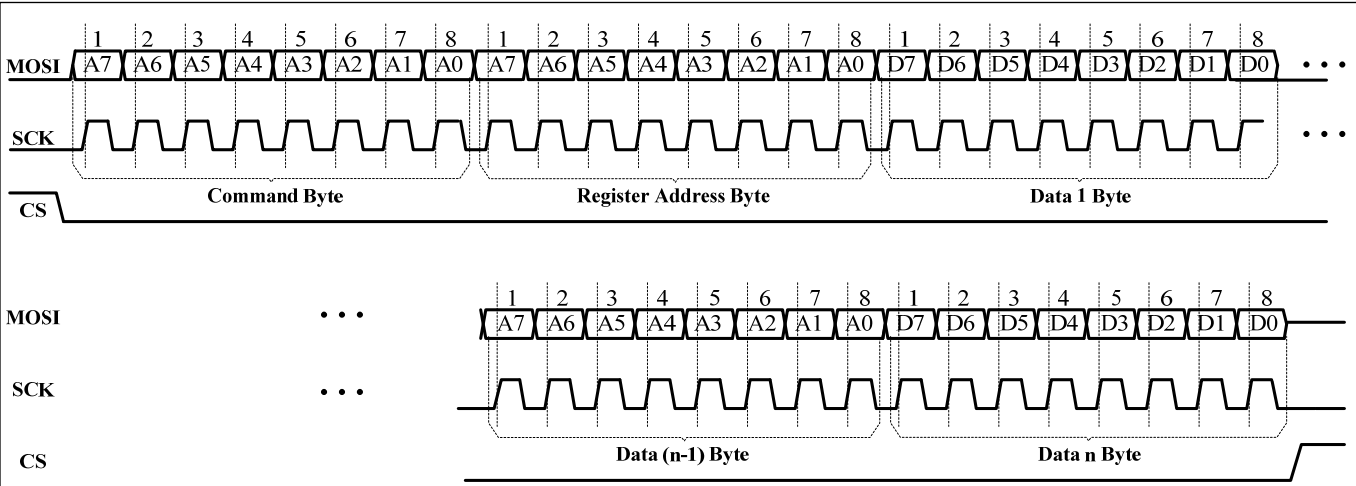 1 2 3 4 5 6 7 8 1 2 3 4 5 6 7 8 1 2 3 4 5 6 7 8
MOSI A7 A6 A5 A4 A3 A2 A1 A0 A7 A6 A5 A4 A3 A2 A1 A0 D7 D6 D5 D4 D3 D2 D1 D0 • • •
SCK • • •
Command Byte Register Address Byte Data 1 Byte
CS
1 2 3 4 5 6 7 8 1 2 3 4 5 6 7 8
MOSI • • • A7 A6 A5 A4 A3 A2 A1 A0 D7 D6 D5 D4 D3 D2 D1 D0
SCK • • •
Data (n-1) Byte Data n Byte
CS